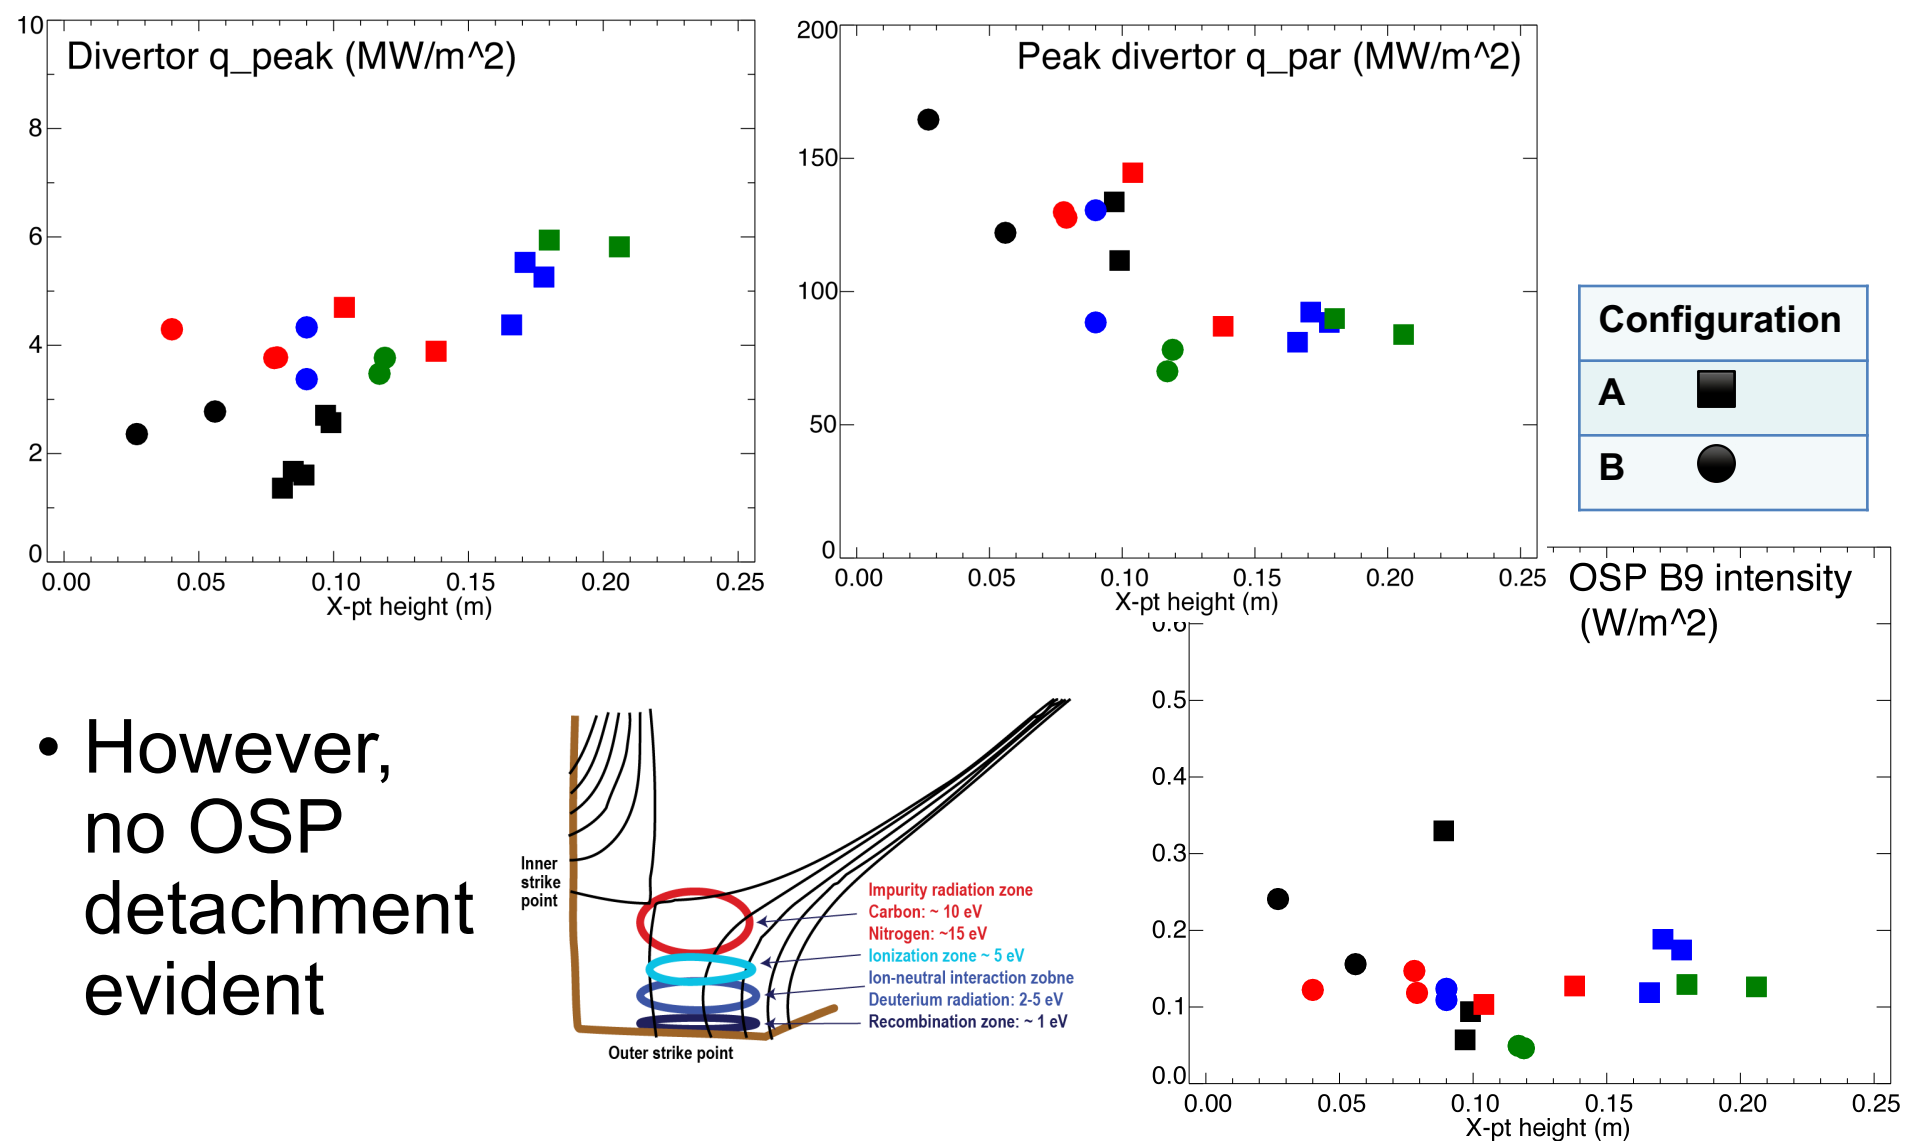 Divertor q_peak (MW/m^2)
10
8
6
4
2
0
0.00 0.05 0.10 0.15 0.20 0.25
X-pt height (m)
Peak divertor q_par (MW/m^2)
200
150
100
50
0
0.00 0.05 0.10 0.15 0.20 0.25
X-pt height (m)
Configuration
A
B
OSP B9 intensity
(W/m^2)
0.6
0.5
0.4
0.3
0.2
0.1
0.0
0.00 0.05 0.10 0.15 0.20 0.25
X-pt height (m)
• However,
no OSP
detachment
evident
Inner
strike
point
Impurity radiation zone
Carbon: ~ 10 eV
Nitrogen: ~15 eV
Ionization zone ~ 5 eV
Ion-neutral interaction zobne
Deuterium radiation: 2-5 eV
Recombination zone: ~ 1 eV
Outer strike point